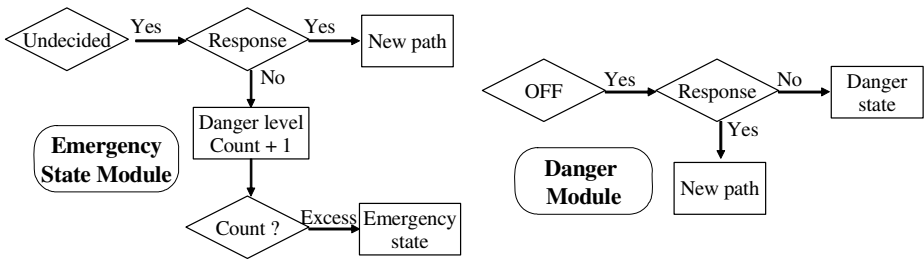 Undecided
Yes
Response
Yes
New path
No
Danger level
Count + 1
Emergency
State Module
Count ?
Excess
Emergency
state
OFF
Yes
Response
No
Danger
state
Yes
Danger
Module
New path